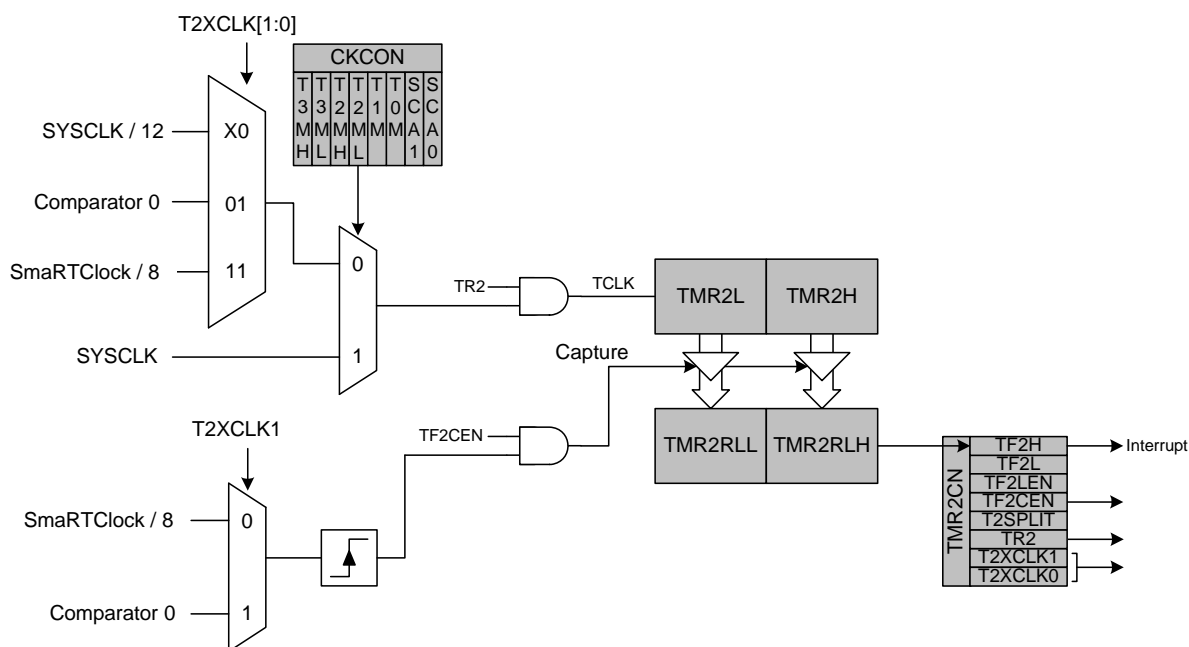 T2XCLK[1:0]
CKCON
T3MH
T3ML
T2MH
T2ML
T1M
T0M
SCA1
SCA0
SYSCLK / 12
X0
Comparator 0
01
SmaRTClock / 8
11
0
SYSCLK
1
TR2
TCLK
TMR2L
TMR2H
Capture
TF2CEN
TMR2RLL
TMR2RLH
T2XCLK1
SmaRTClock / 8
0
Comparator 0
1
TMR2CN
TF2H
Interrupt
TF2L
TF2LEN
TF2CEN
T2SPLIT
TR2
T2XCLK1
T2XCLK0